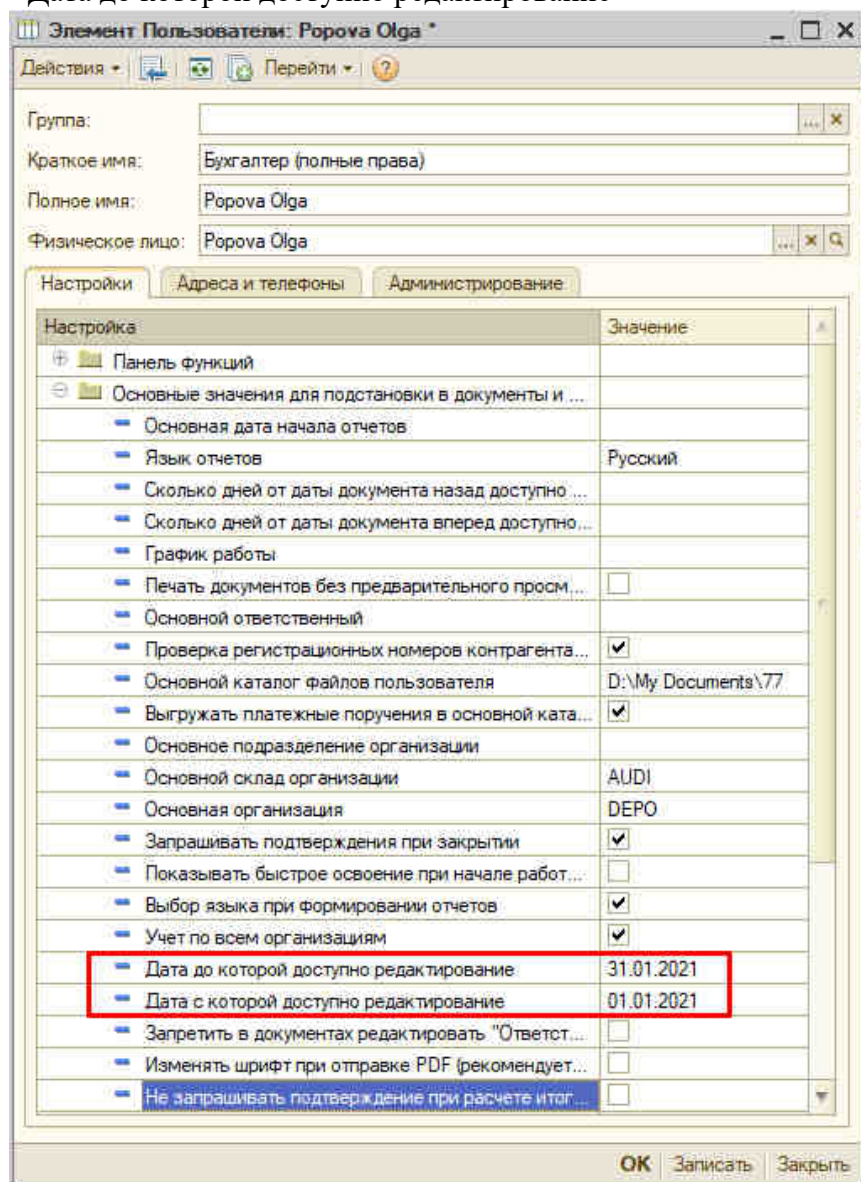 Дата до которой доступно редактирование
Элемент Пользователи: Popova Olga *
Действия Перейти
Группа: ...
Краткое имя: Бухгалтер (полные права)
Полное имя: Popova Olga
Физическое лицо: Popova Olga ...
Настройки Адреса и телефоны Администрирование
Настройка Значение
Панель функций
Основные значения для подстановки в документы и ...
Основная дата начала отчетов
Язык отчетов Русский
Сколько дней от даты документа назад доступно ...
Сколько дней от даты документа вперед доступно...
График работы
Печать документов без предварительного просм...
Основной ответственный
Проверка регистрационных номеров контрагента...
Основной каталог файлов пользователя D:\My Documents\77
Выгружать платежные поручения в основной ката...
Основное подразделение организации
Основной склад организации AUDI
Основная организация DEPO
Запрашивать подтверждения при закрытии
Показывать быстрое освоение при начале работ...
Выбор языка при формировании отчетов
Учет по всем организациям
Дата до которой доступно редактирование 31.01.2021
Дата с которой доступно редактирование 01.01.2021
Запретить в документах редактировать "Ответст...
Изменять шрифт при отправке PDF (рекомендует...
Не запрашивать подтверждение при расчете итог...
OK Записать Закрыть